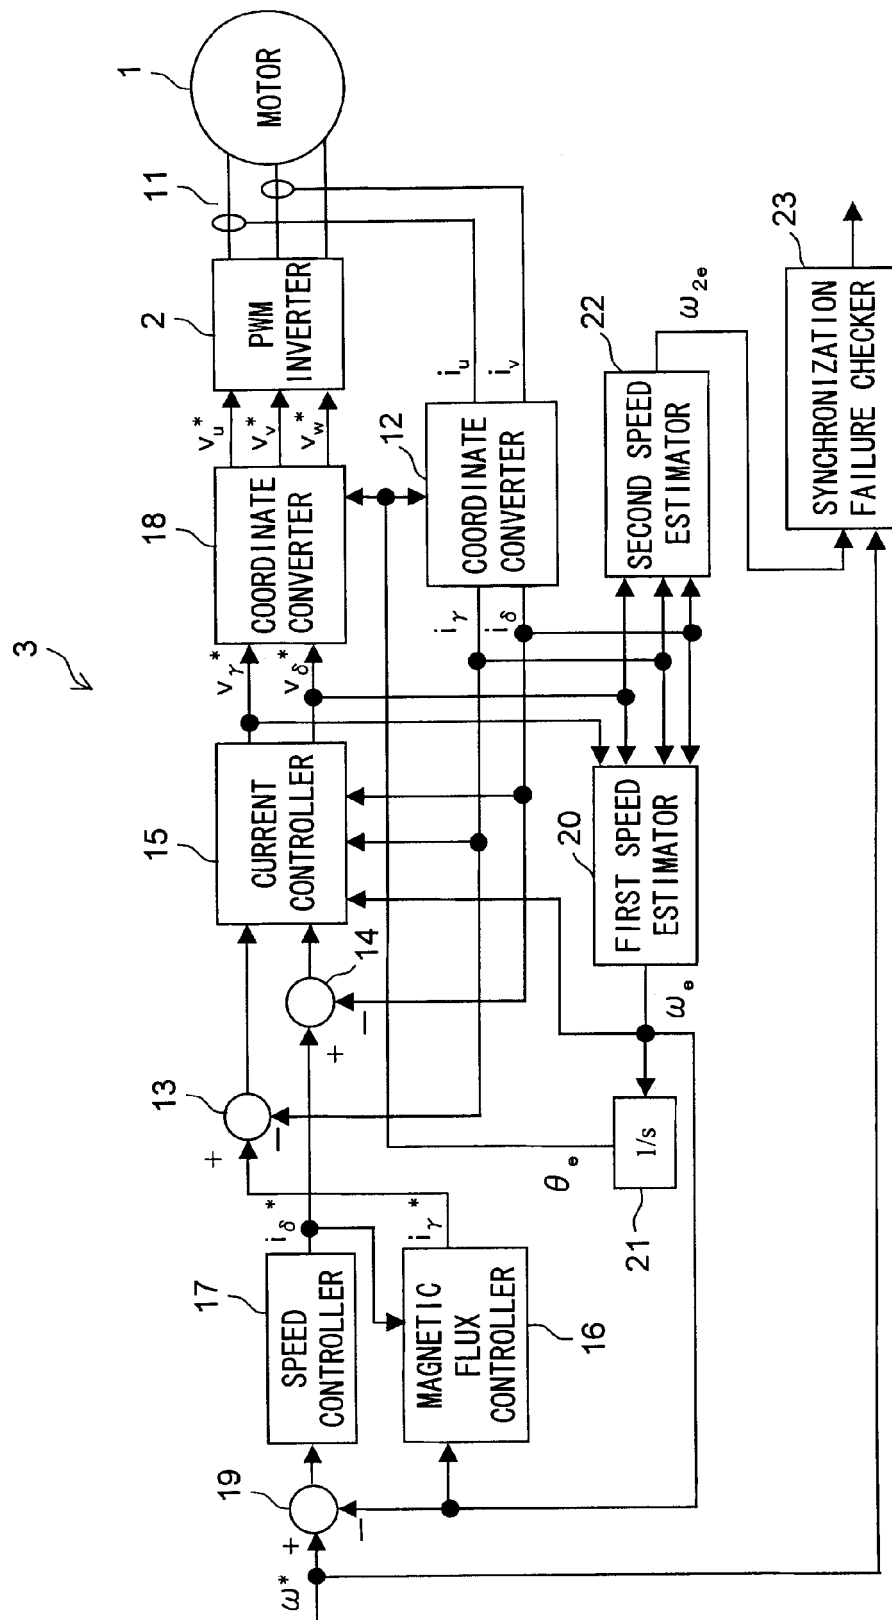 3
ω*
+
−
19
SPEED
CONTROLLER
17
i_δ*
MAGNETIC
FLUX
CONTROLLER
16
i_γ*
+
−
13
+
−
14
CURRENT
CONTROLLER
15
v_γ*
v_δ*
COORDINATE
CONVERTER
18
v_u*
v_v*
v_w*
PWM
INVERTER
2
11
MOTOR
1
i_u
i_v
COORDINATE
CONVERTER
12
i_γ
i_δ
θ_e
1/s
21
ω_e
FIRST SPEED
ESTIMATOR
20
SECOND SPEED
ESTIMATOR
22
ω_2e
SYNCHRONIZATION
FAILURE CHECKER
23